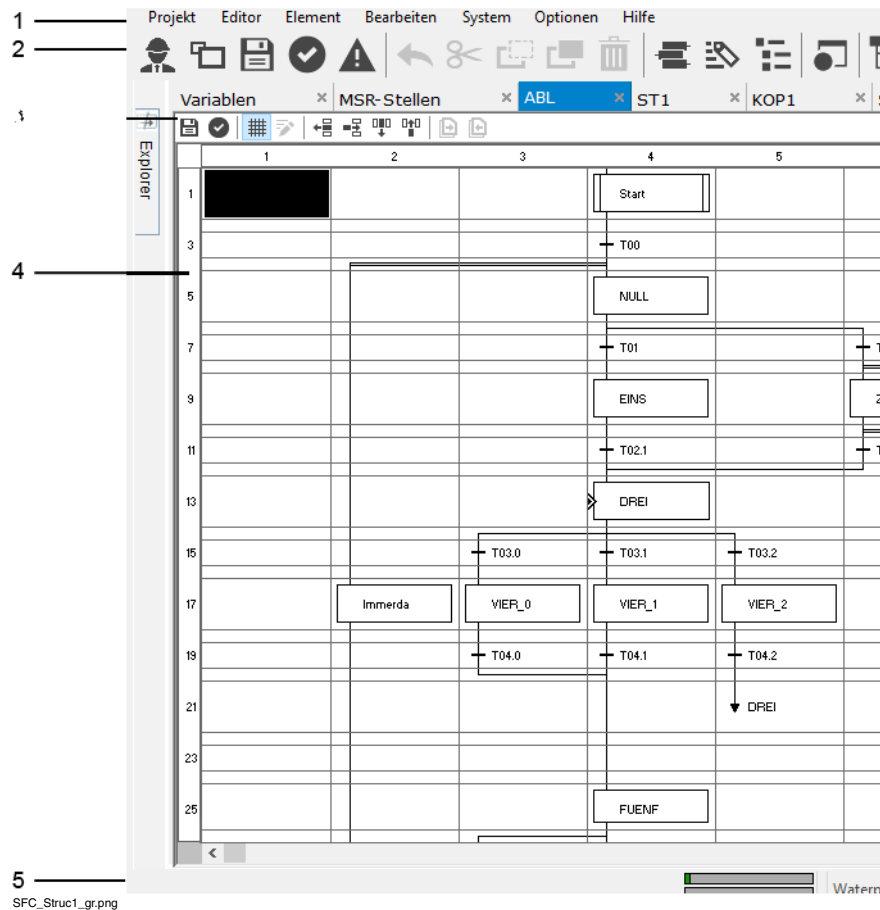 1
Projekt Editor Element Bearbeiten System Optionen Hilfe
2
Variablen MSR-Stellen ABL ST1 KOP1
Explorer
1 2 3 4 5
1 Start
3 T00
4
5 NULL
7 T01
9 EINS
11 T02.1
13 DREI
15 T03.0 T03.1 T03.2
17 Immerda VIER_0 VIER_1 VIER_2
19 T04.0 T04.1 T04.2
21 DREI
23
25 FUENF
5
SFC_Struc1_gr.png